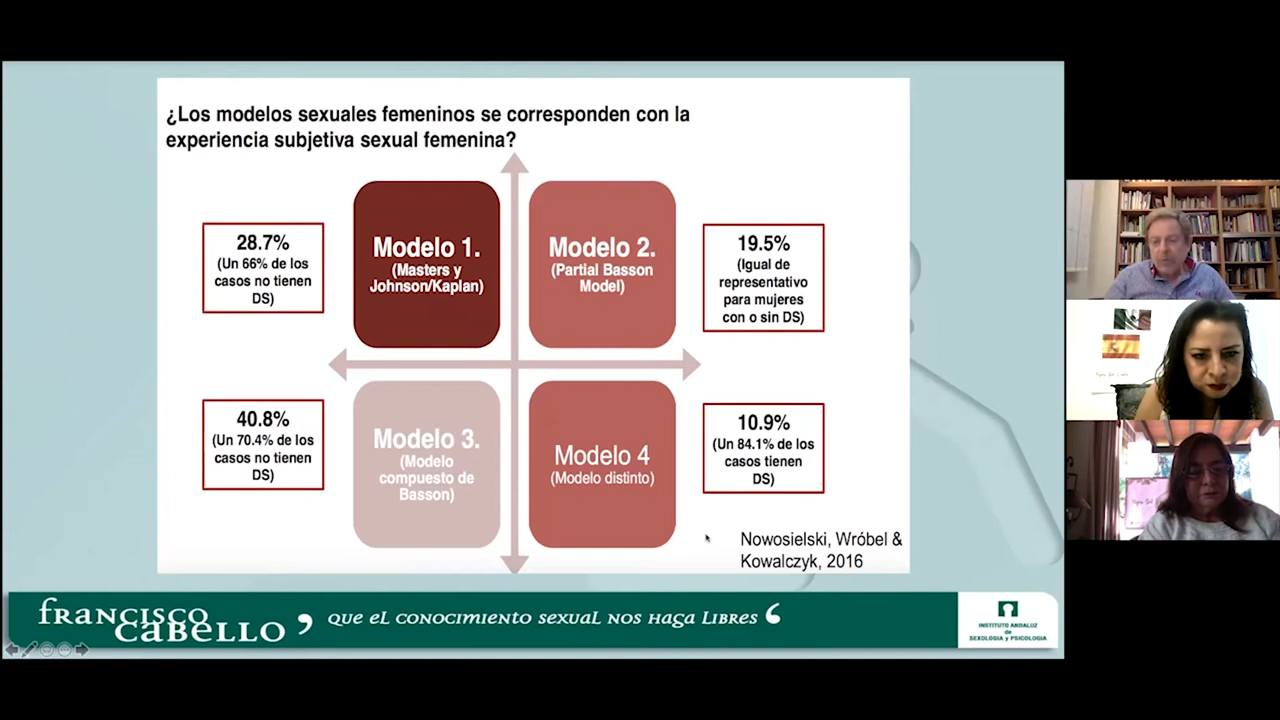 ¿Los modelos sexuales femeninos se corresponden con la
experiencia subjetiva sexual femenina?
28.7%
(Un 66% de los
casos no tienen
DS)
Modelo 1.
(Masters y
Johnson/Kaplan)
Modelo 2.
(Partial Basson
Model)
19.5%
(Igual de
representativo
para mujeres
con o sin DS)
40.8%
(Un 70.4% de los
casos no tienen
DS)
Modelo 3.
(Modelo
compuesto de
Basson)
Modelo 4
(Modelo distinto)
10.9%
(Un 84.1% de los
casos tienen
DS)
Nowosielski, Wróbel &
Kowalczyk, 2016
francisco
cabello
, que el conocimiento sexual nos haga libres ‘
INSTITUTO ANDALUZ
de
SEXOLOGIA y PSICOLOGIA